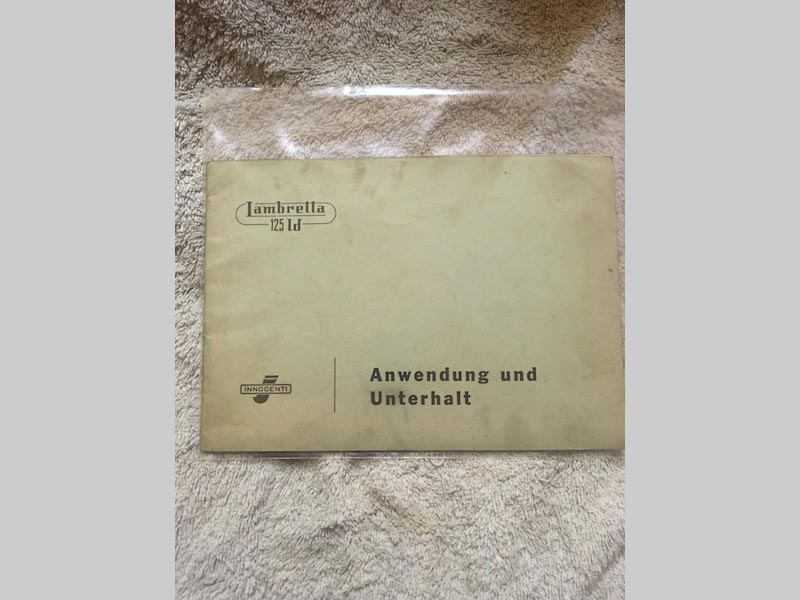 Lambretta
125 ld
INNOCENTI
Anwendung und
Unterhalt